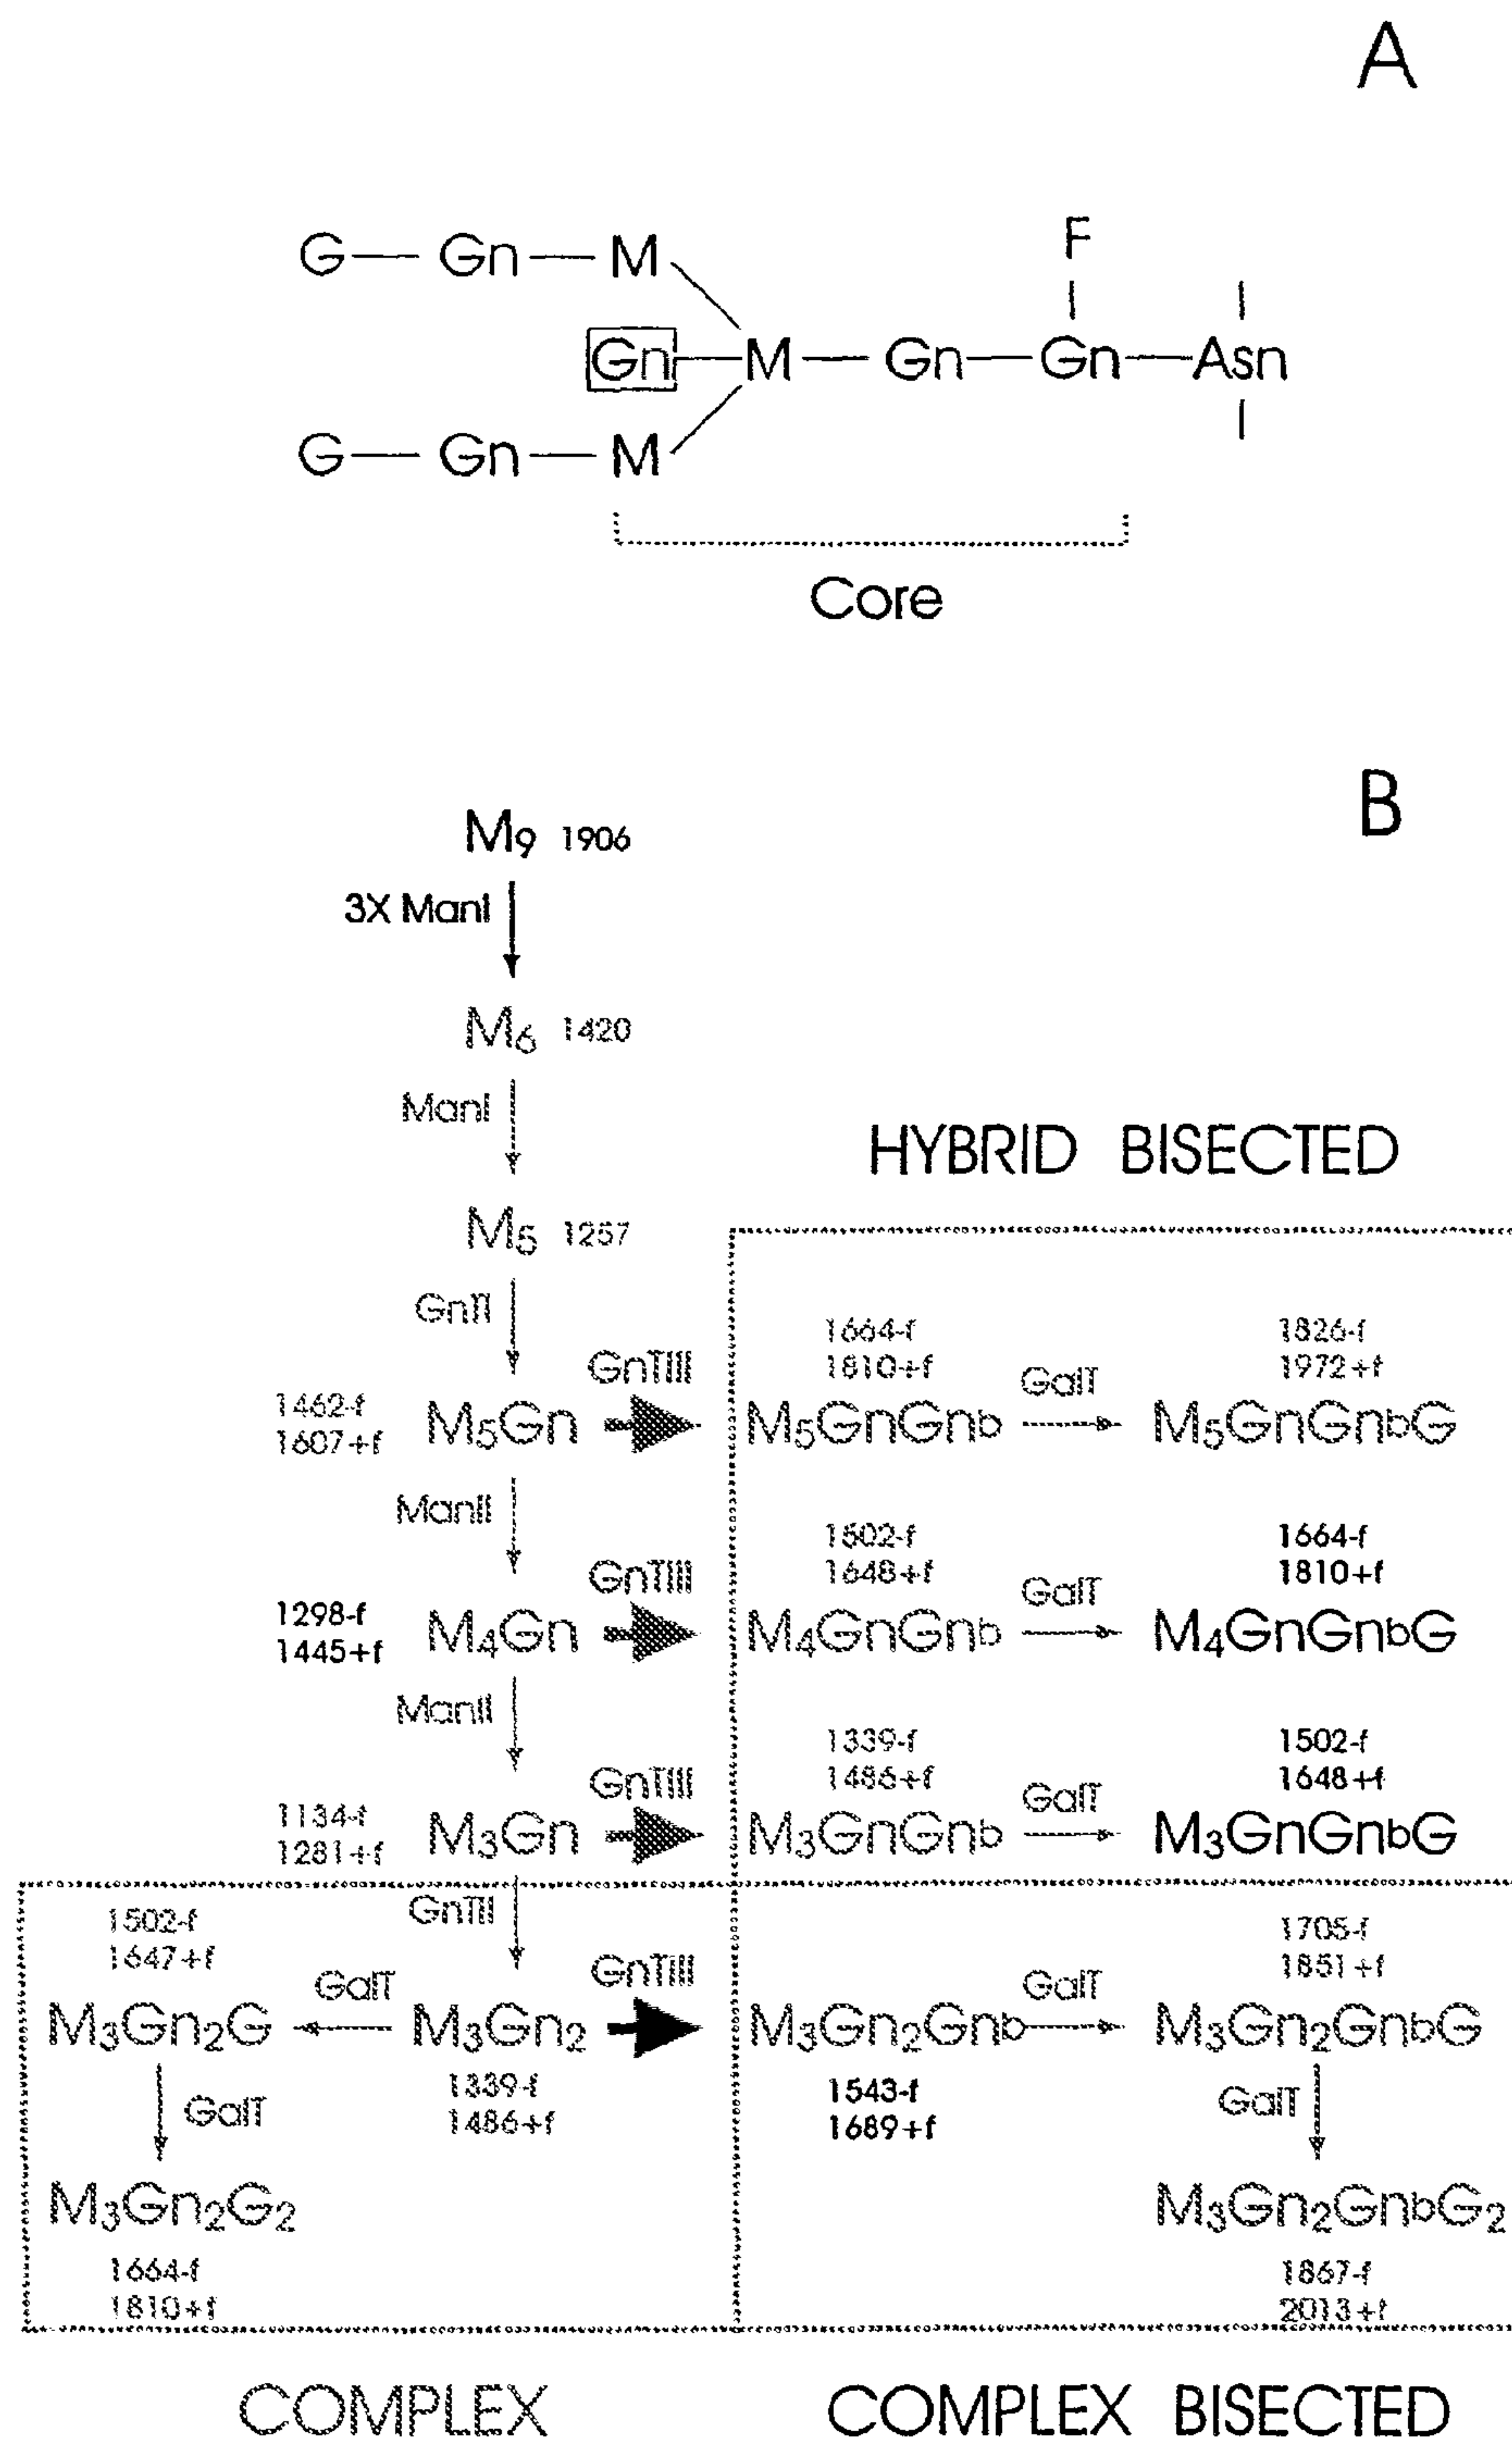 A
F
G — Gn — M
Gn — M — Gn — Gn — Asn
G — Gn — M
Core
B
M9 1906
3X ManI
M6 1420
ManI
HYBRID BISECTED
M5 1257
GnTI
1664-f 1826-f
GnTIII 1810+f GalT 1972+f
1462-f
1607+f M5Gn M5GnGnb M5GnGnbG
ManII
1502-f 1664-f
GnTIII 1648+f GalT 1810+f
1298-f
1445+f M4Gn M4GnGnb M4GnGnbG
ManII
1339-f 1502-f
GnTIII 1486+f GalT 1648+f
1134-f
1281+f M3Gn M3GnGnb M3GnGnbG
GnTII
1502-f 1705-f
1647+f GalT GnTIII GalT 1851+f
M3Gn2G M3Gn2 M3Gn2Gnb M3Gn2GnbG
GalT 1339-f 1543-f GalT
1486+f 1689+f
M3Gn2G2 M3Gn2GnbG2
1664-f 1867-f
1810+f 2013+f
COMPLEX COMPLEX BISECTED